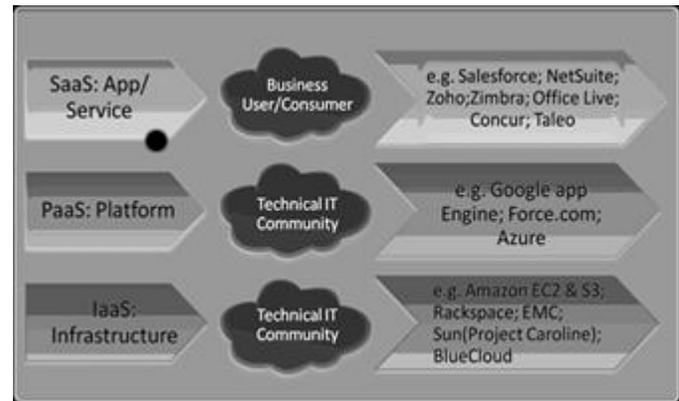 SaaS: App/
Service
Business
User/Consumer
e.g. Salesforce; NetSuite;
Zoho;Zimbra; Office Live;
Concur; Taleo
PaaS: Platform
Technical IT
Community
e.g. Google app
Engine; Force.com;
Azure
IaaS:
Infrastructure
Technical IT
Community
e.g. Amazon EC2 & S3;
Rackspace; EMC;
Sun(Project Caroline);
BlueCloud